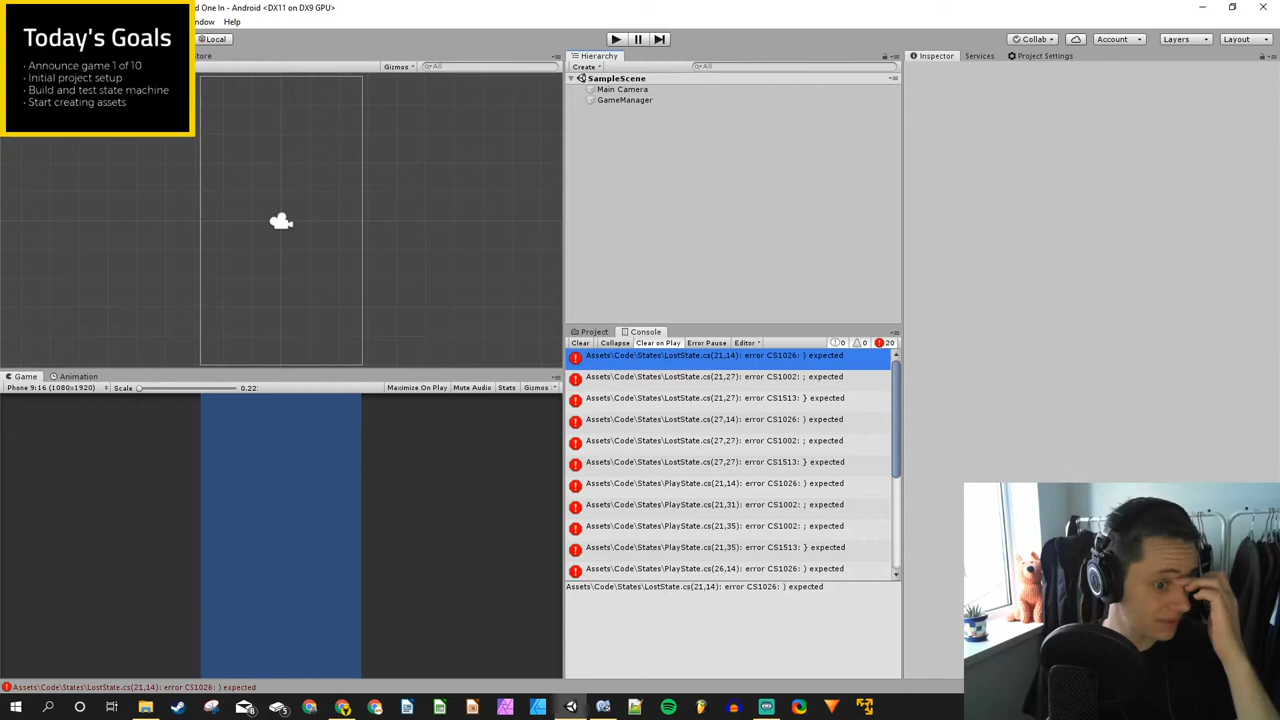 Today's Goals
· Announce game 1 of 10
· Initial project setup
· Build and test state machine
· Start creating assets
d One In - Android <DX11 on DX9 GPU>
ndow Help
Local
Collab
Account
Layers
Layout
tore
Gizmos
All
Hierarchy
Create
All
SampleScene
Main Camera
GameManager
Inspector
Services
Project Settings
Project
Console
Clear
Collapse
Clear on Play
Error Pause
Editor
0
0
20
Assets\Code\States\LostState.cs(21,14): error CS1026: ) expected
Assets\Code\States\LostState.cs(21,27): error CS1002: ; expected
Assets\Code\States\LostState.cs(21,27): error CS1513: } expected
Assets\Code\States\LostState.cs(27,14): error CS1026: ) expected
Assets\Code\States\LostState.cs(27,27): error CS1002: ; expected
Assets\Code\States\LostState.cs(27,27): error CS1513: } expected
Assets\Code\States\PlayState.cs(21,14): error CS1026: ) expected
Assets\Code\States\PlayState.cs(21,31): error CS1002: ; expected
Assets\Code\States\PlayState.cs(21,35): error CS1002: ; expected
Assets\Code\States\PlayState.cs(21,35): error CS1513: } expected
Assets\Code\States\PlayState.cs(26,14): error CS1026: ) expected
Assets\Code\States\LostState.cs(21,14): error CS1026: ) expected
Game
Animation
Phone 9:16 (1080x1920)
Scale
0.22
Maximize On Play
Mute Audio
Stats
Gizmos
Assets\Code\States\LostState.cs(21,14): error CS1026: ) expected